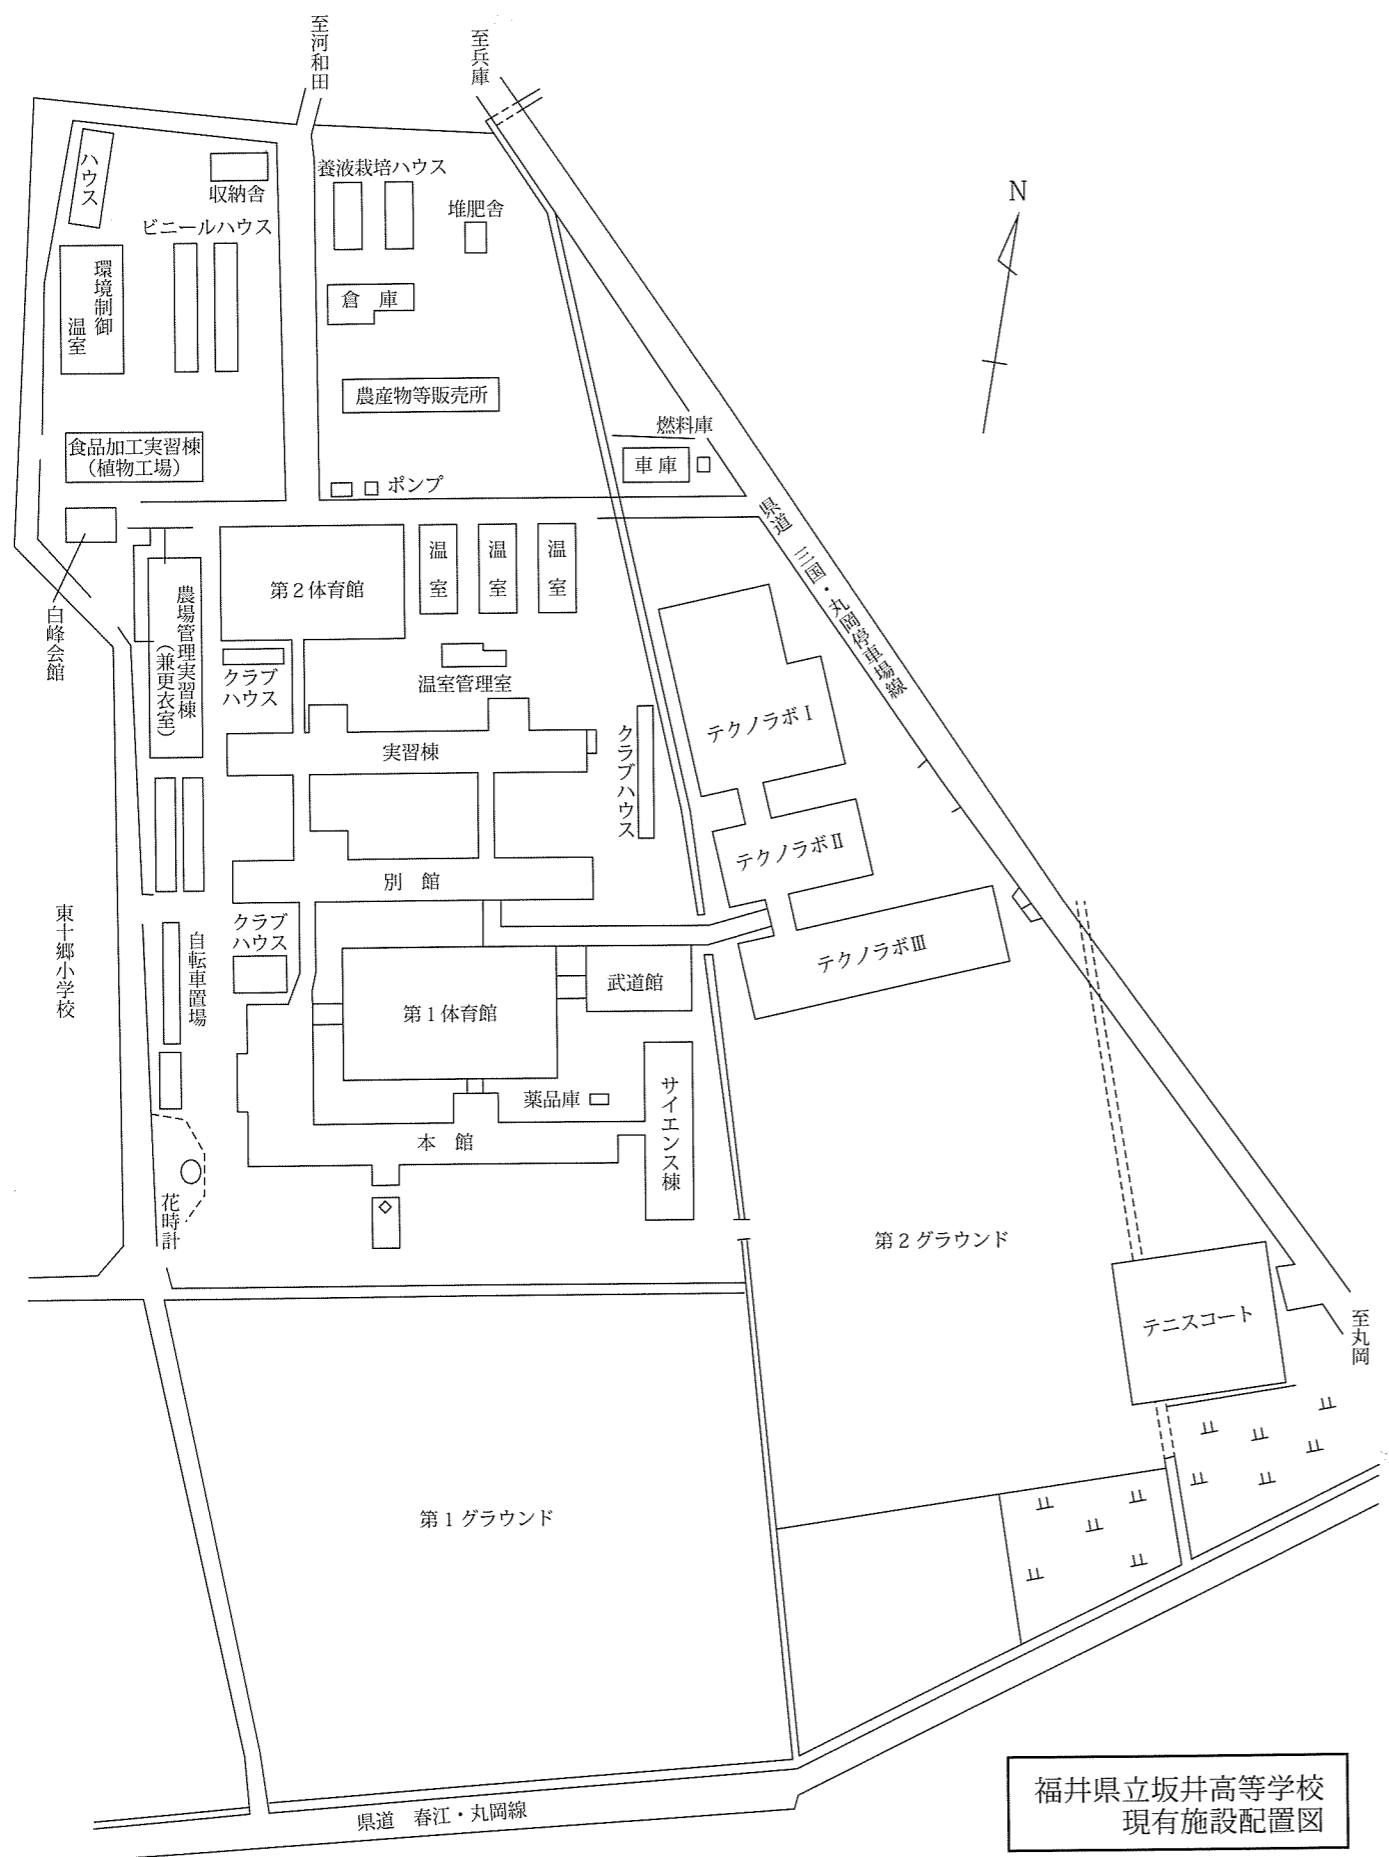 至河和田
至兵庫
N
ハウス
収納舎
養液栽培ハウス
堆肥舎
ビニールハウス
環境制御
温室
倉　庫
農産物等販売所
燃料庫
車 庫
食品加工実習棟
（植物工場）
ポンプ
県道　三国・丸岡停車場線
白峰会館
農場管理実習棟
（兼更衣室）
第2体育館
温室
温室
温室
クラブ
ハウス
温室管理室
テクノラボⅠ
実習棟
クラブハウス
テクノラボⅡ
別　館
東十郷小学校
自転車置場
クラブ
ハウス
テクノラボⅢ
武道館
第1体育館
薬品庫
サイエンス棟
本　館
花時計
第2グラウンド
テニスコート
至丸岡
第1グラウンド
県道　春江・丸岡線
福井県立坂井高等学校
現有施設配置図